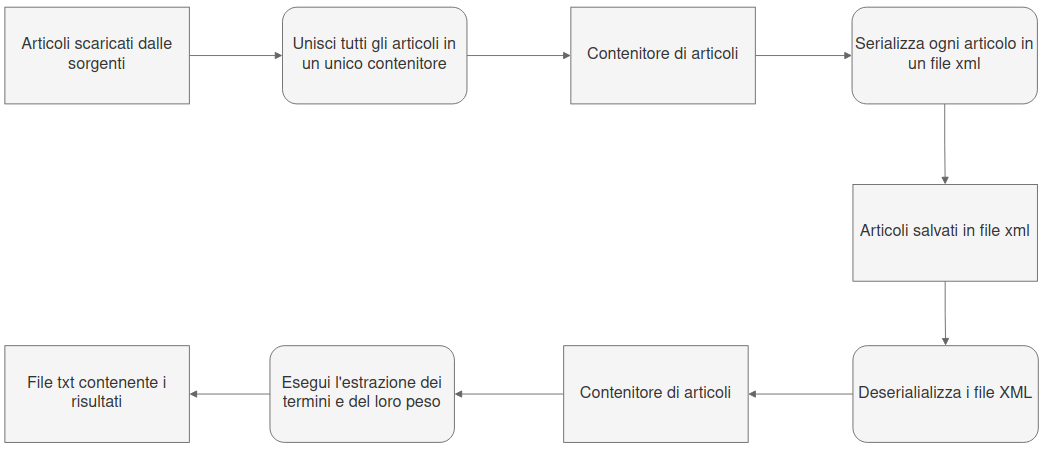 Articoli scaricati dalle
sorgenti
Unisci tutti gli articoli in
un unico contenitore
Contenitore di articoli
Serializza ogni articolo in
un file xml
Articoli salvati in file xml
Deserialializza i file XML
Contenitore di articoli
Esegui l'estrazione dei
termini e del loro peso
File txt contenente i
risultati